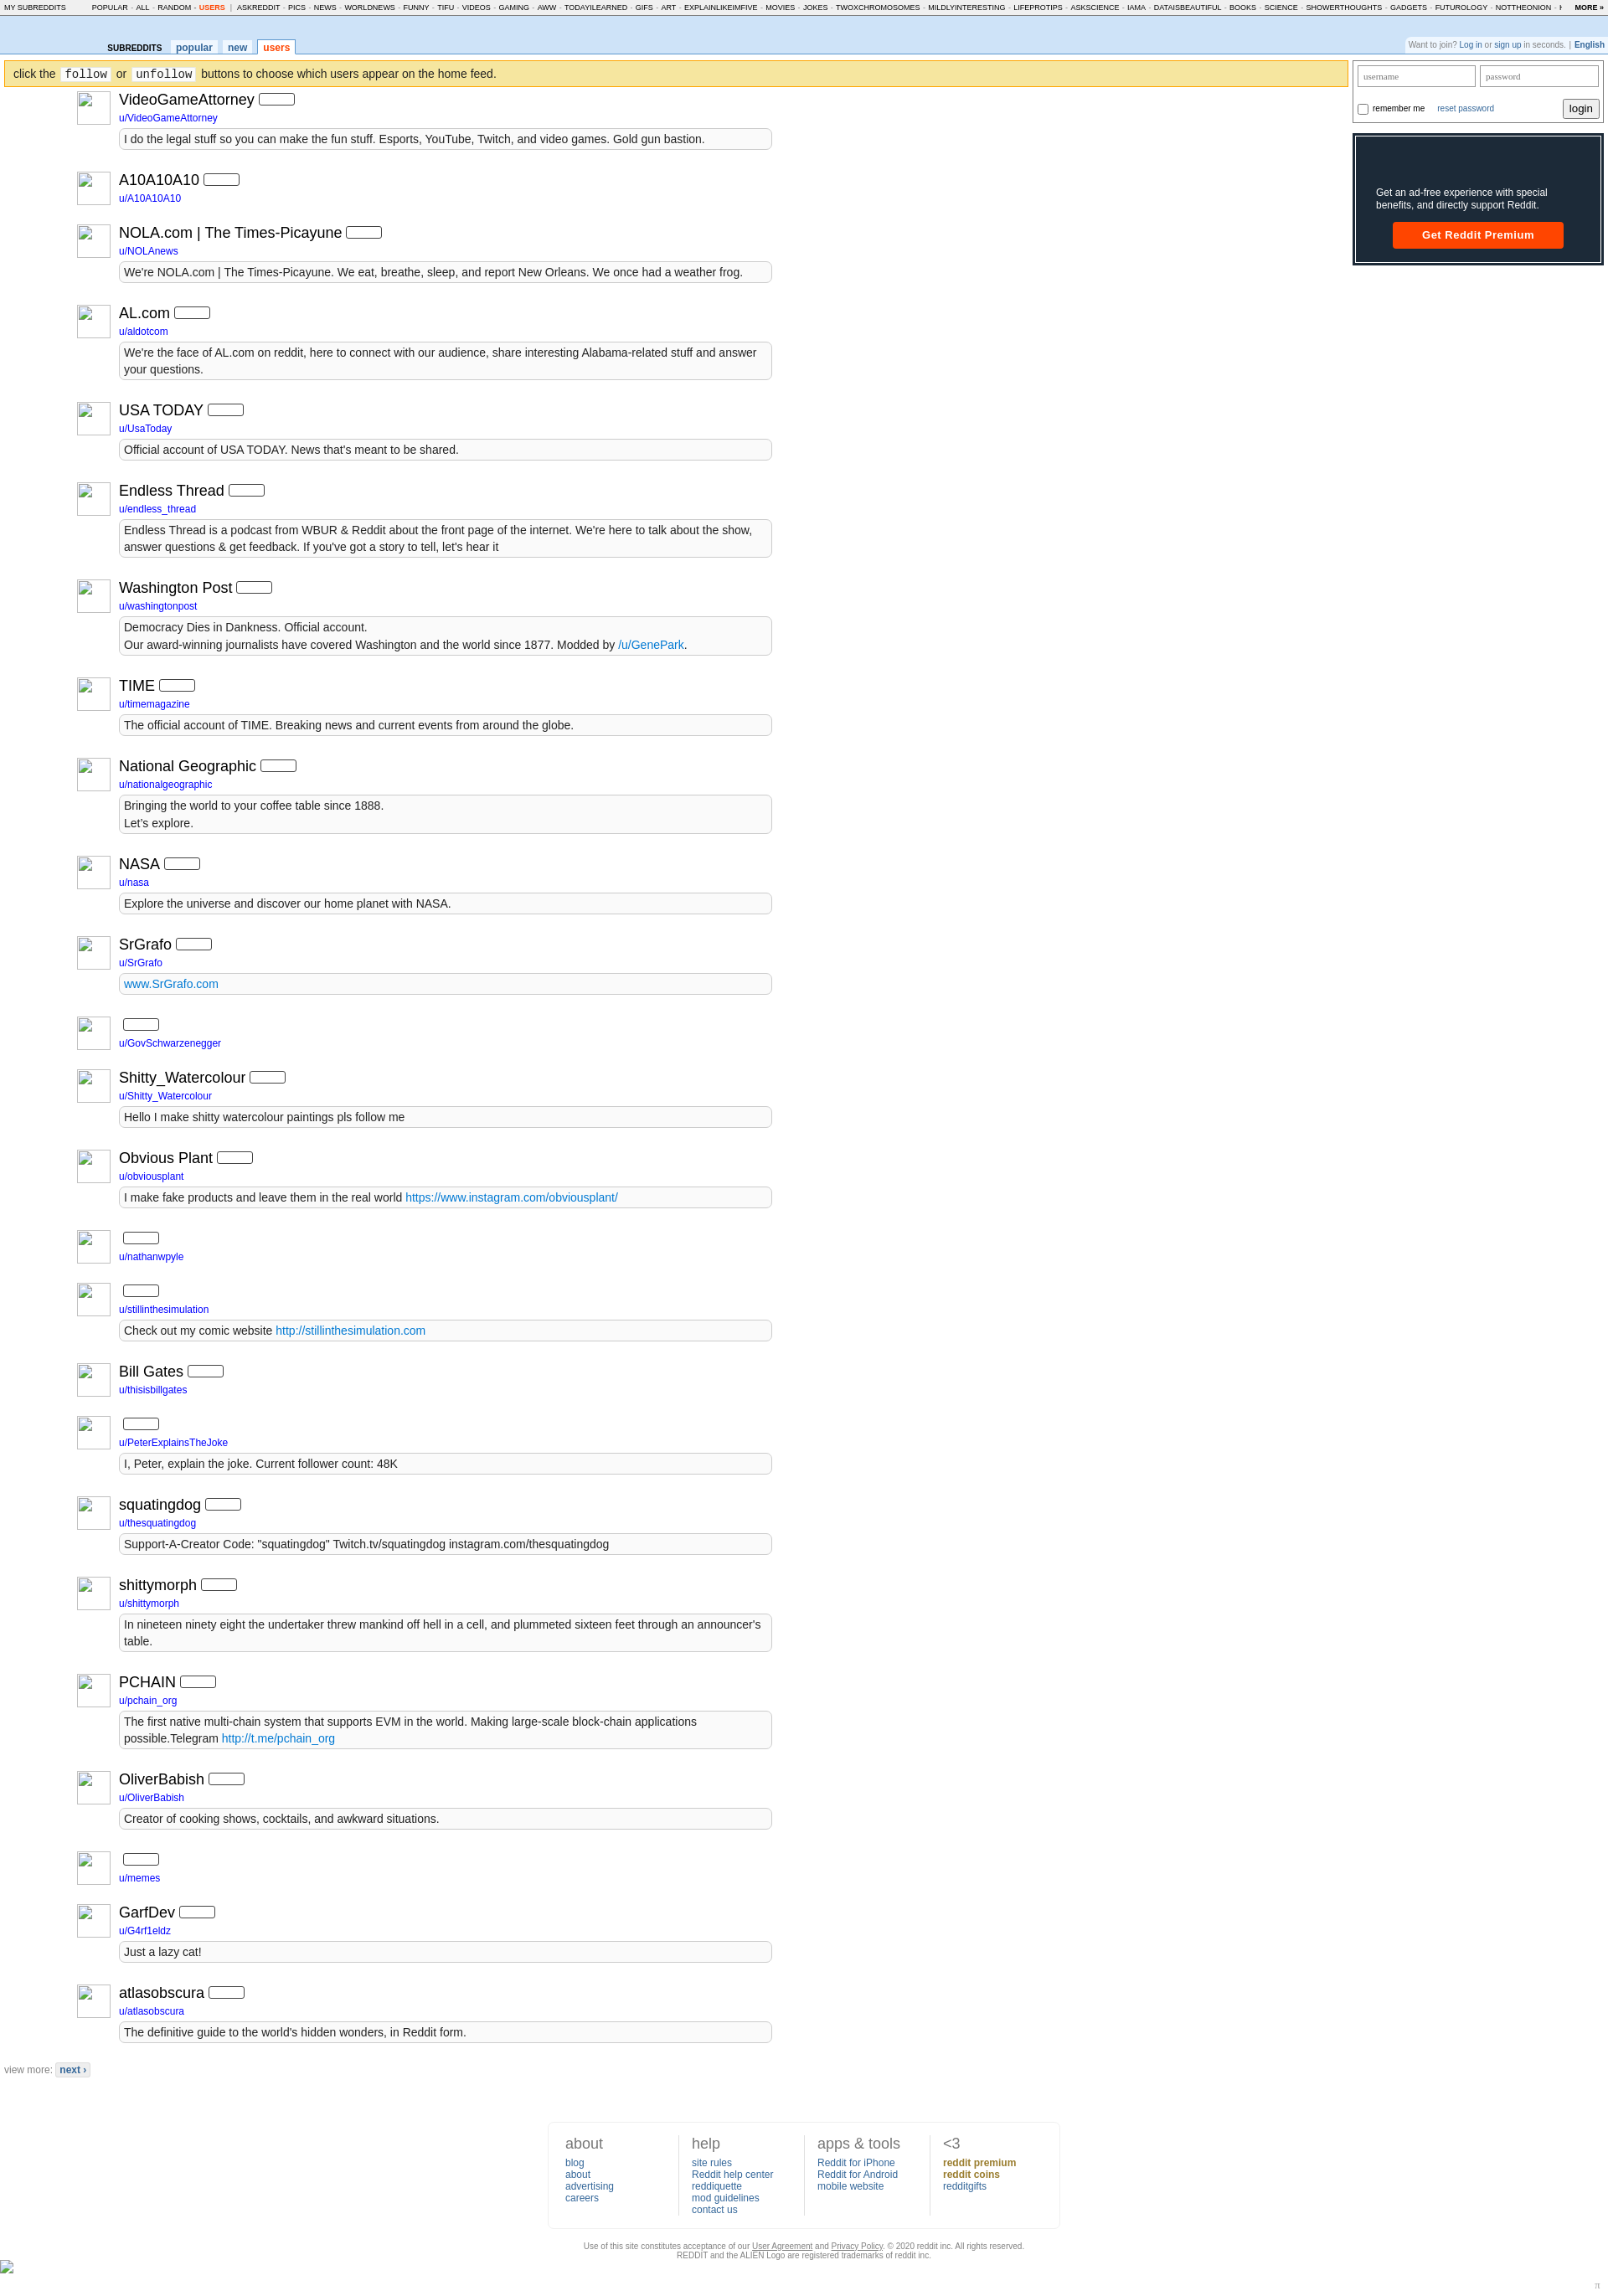 MY SUBREDDITS POPULAR - ALL - RANDOM - USERS | ASKREDDIT - PICS - NEWS - WORLDNEWS - FUNNY - TIFU - VIDEOS - GAMING - AWW - TODAYILEARNED - GIFS - ART - EXPLAINLIKEIMFIVE - MOVIES - JOKES - TWOXCHROMOSOMES - MILDLYINTERESTING - LIFEPROTIPS - ASKSCIENCE - IAMA - DATAISBEAUTIFUL - BOOKS - SCIENCE - SHOWERTHOUGHTS - GADGETS - FUTUROLOGY - NOTTHEONION - MORE »
SUBREDDITS popular new users
Want to join? Log in or sign up in seconds. | English
click the follow or unfollow buttons to choose which users appear on the home feed.
username password
remember me reset password login
Get an ad-free experience with special
benefits, and directly support Reddit.
Get Reddit Premium
VideoGameAttorney
u/VideoGameAttorney
I do the legal stuff so you can make the fun stuff. Esports, YouTube, Twitch, and video games. Gold gun bastion.
A10A10A10
u/A10A10A10
NOLA.com | The Times-Picayune
u/NOLAnews
We're NOLA.com | The Times-Picayune. We eat, breathe, sleep, and report New Orleans. We once had a weather frog.
AL.com
u/aldotcom
We're the face of AL.com on reddit, here to connect with our audience, share interesting Alabama-related stuff and answer
your questions.
USA TODAY
u/UsaToday
Official account of USA TODAY. News that's meant to be shared.
Endless Thread
u/endless_thread
Endless Thread is a podcast from WBUR & Reddit about the front page of the internet. We're here to talk about the show,
answer questions & get feedback. If you've got a story to tell, let's hear it
Washington Post
u/washingtonpost
Democracy Dies in Dankness. Official account.
Our award-winning journalists have covered Washington and the world since 1877. Modded by /u/GenePark.
TIME
u/timemagazine
The official account of TIME. Breaking news and current events from around the globe.
National Geographic
u/nationalgeographic
Bringing the world to your coffee table since 1888.
Let's explore.
NASA
u/nasa
Explore the universe and discover our home planet with NASA.
SrGrafo
u/SrGrafo
www.SrGrafo.com
u/GovSchwarzenegger
Shitty_Watercolour
u/Shitty_Watercolour
Hello I make shitty watercolour paintings pls follow me
Obvious Plant
u/obviousplant
I make fake products and leave them in the real world https://www.instagram.com/obviousplant/
u/nathanwpyle
u/stillinthesimulation
Check out my comic website http://stillinthesimulation.com
Bill Gates
u/thisisbillgates
u/PeterExplainsTheJoke
I, Peter, explain the joke. Current follower count: 48K
squatingdog
u/thesquatingdog
Support-A-Creator Code: "squatingdog" Twitch.tv/squatingdog instagram.com/thesquatingdog
shittymorph
u/shittymorph
In nineteen ninety eight the undertaker threw mankind off hell in a cell, and plummeted sixteen feet through an announcer's
table.
PCHAIN
u/pchain_org
The first native multi-chain system that supports EVM in the world. Making large-scale block-chain applications
possible.Telegram http://t.me/pchain_org
OliverBabish
u/OliverBabish
Creator of cooking shows, cocktails, and awkward situations.
u/memes
GarfDev
u/G4rf1eldz
Just a lazy cat!
atlasobscura
u/atlasobscura
The definitive guide to the world's hidden wonders, in Reddit form.
view more: next ›
about
blog
about
advertising
careers
help
site rules
Reddit help center
reddiquette
mod guidelines
contact us
apps & tools
Reddit for iPhone
Reddit for Android
mobile website
<3
reddit premium
reddit coins
redditgifts
Use of this site constitutes acceptance of our User Agreement and Privacy Policy. © 2020 reddit inc. All rights reserved.
REDDIT and the ALIEN Logo are registered trademarks of reddit inc.
π